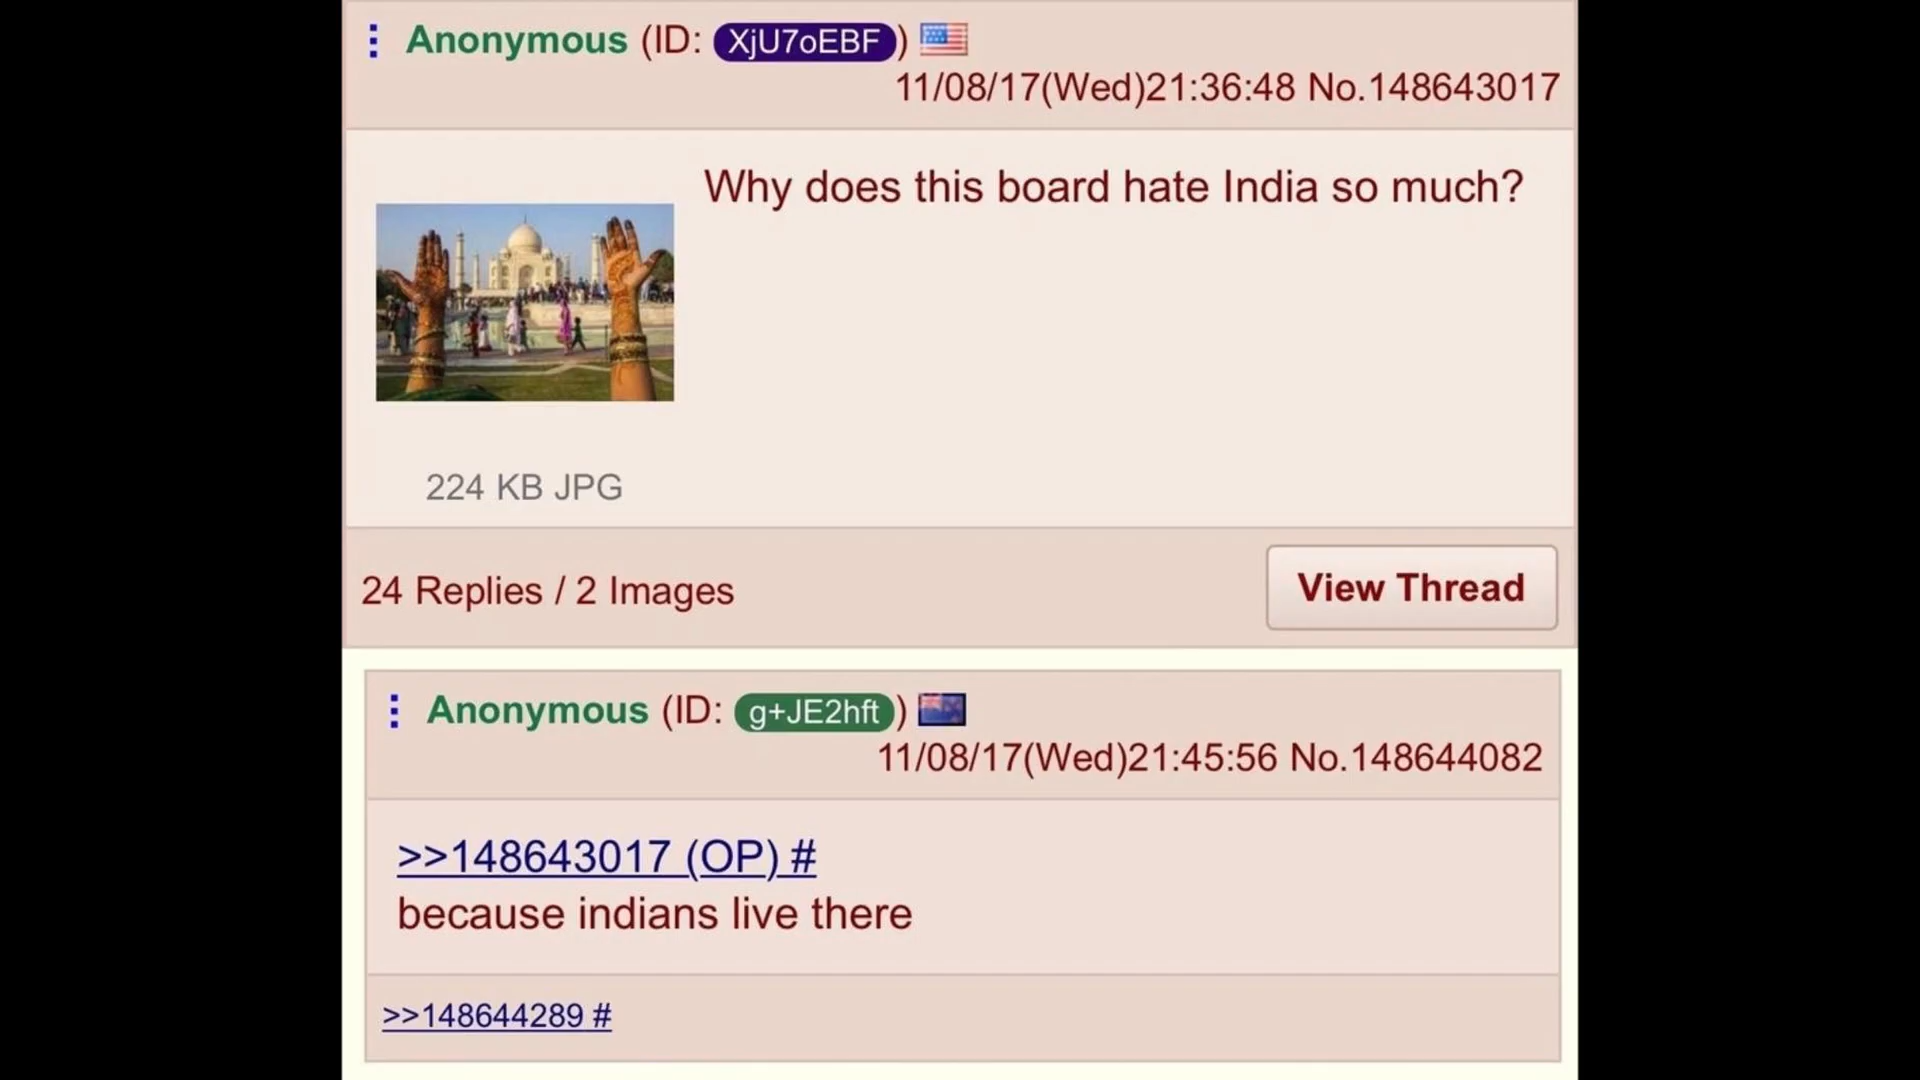 Anonymous (ID: XjU7oEBF)
11/08/17(Wed)21:36:48 No.148643017
Why does this board hate India so much?
224 KB JPG
24 Replies / 2 Images
View Thread
Anonymous (ID: g+JE2hft)
11/08/17(Wed)21:45:56 No.148644082
>>148643017 (OP) #
because indians live there
>>148644289 #